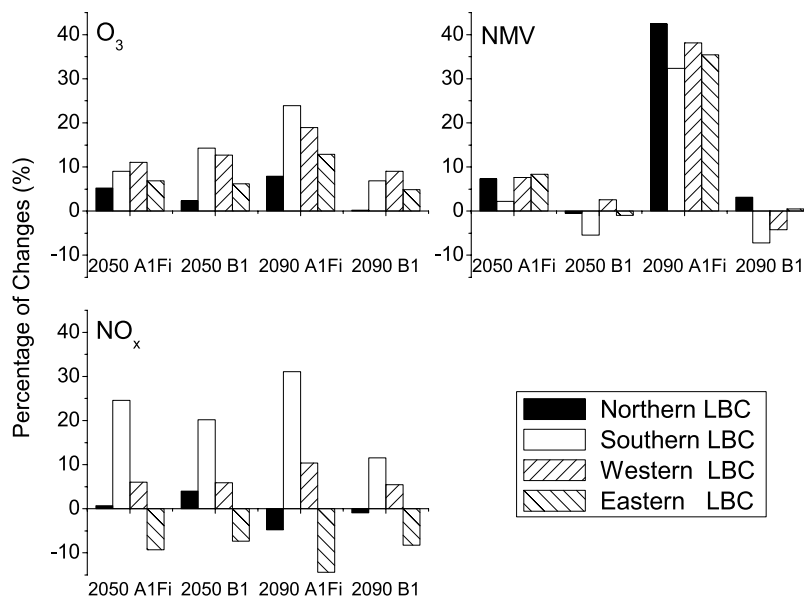 Percentage of Changes (%)
O3
40
30
20
10
0
-10
2050 A1Fi 2050 B1 2090 A1Fi 2090 B1
NMV
40
30
20
10
0
-10
2050 A1Fi 2050 B1 2090 A1Fi 2090 B1
NOx
40
30
20
10
0
-10
2050 A1Fi 2050 B1 2090 A1Fi 2090 B1
Northern LBC
Southern LBC
Western LBC
Eastern LBC